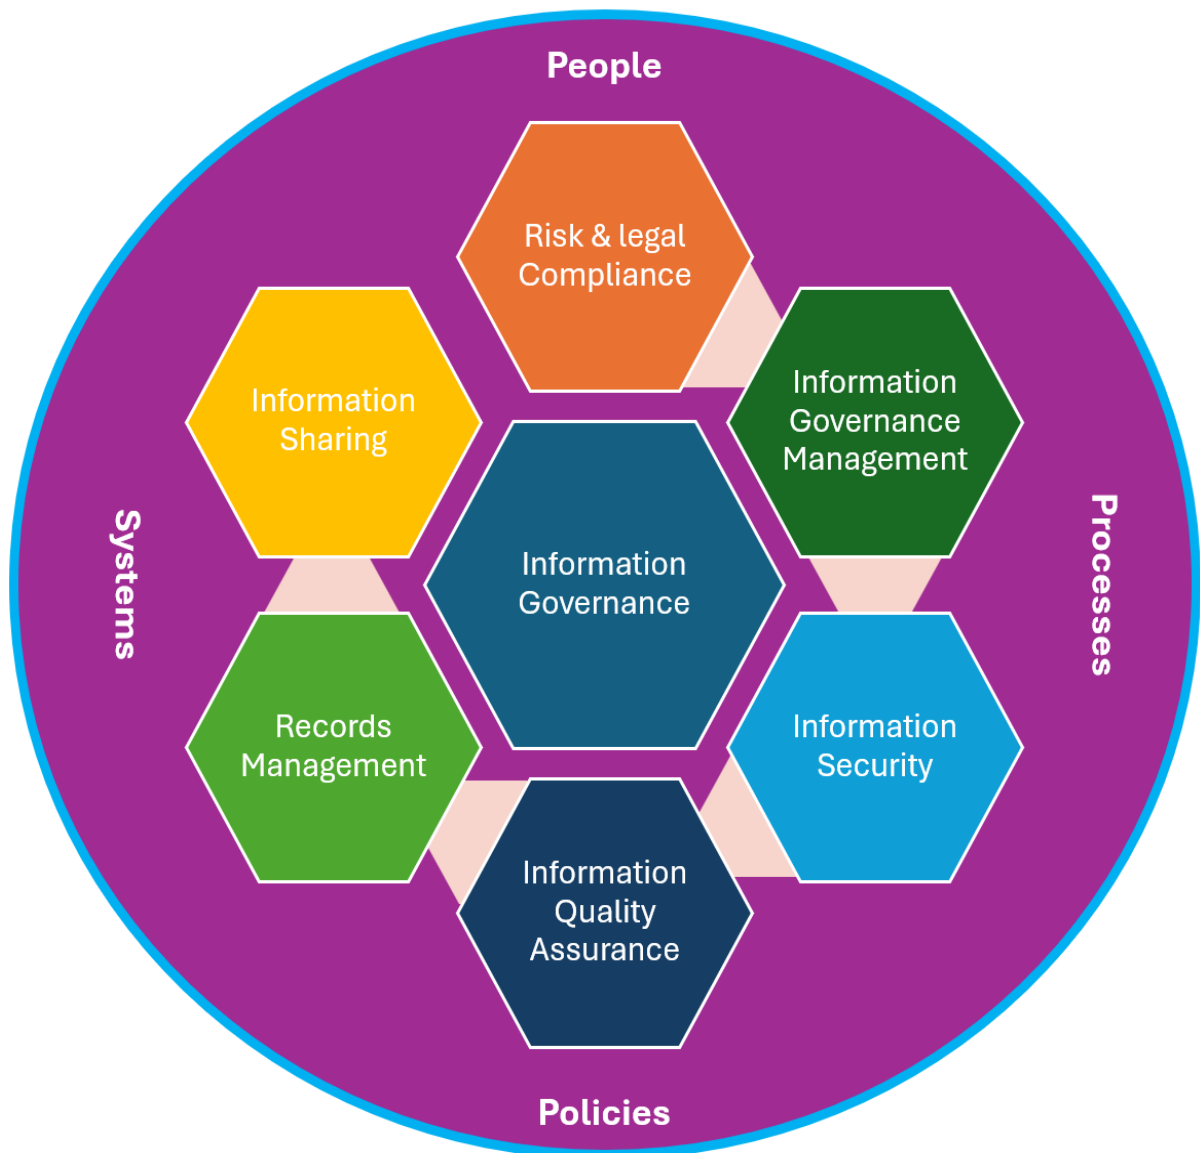 People
Risk & legal
Compliance
Information
Governance
Management
Information
Sharing
Systems
Processes
Information
Governance
Information
Security
Records
Management
Information
Quality
Assurance
Policies